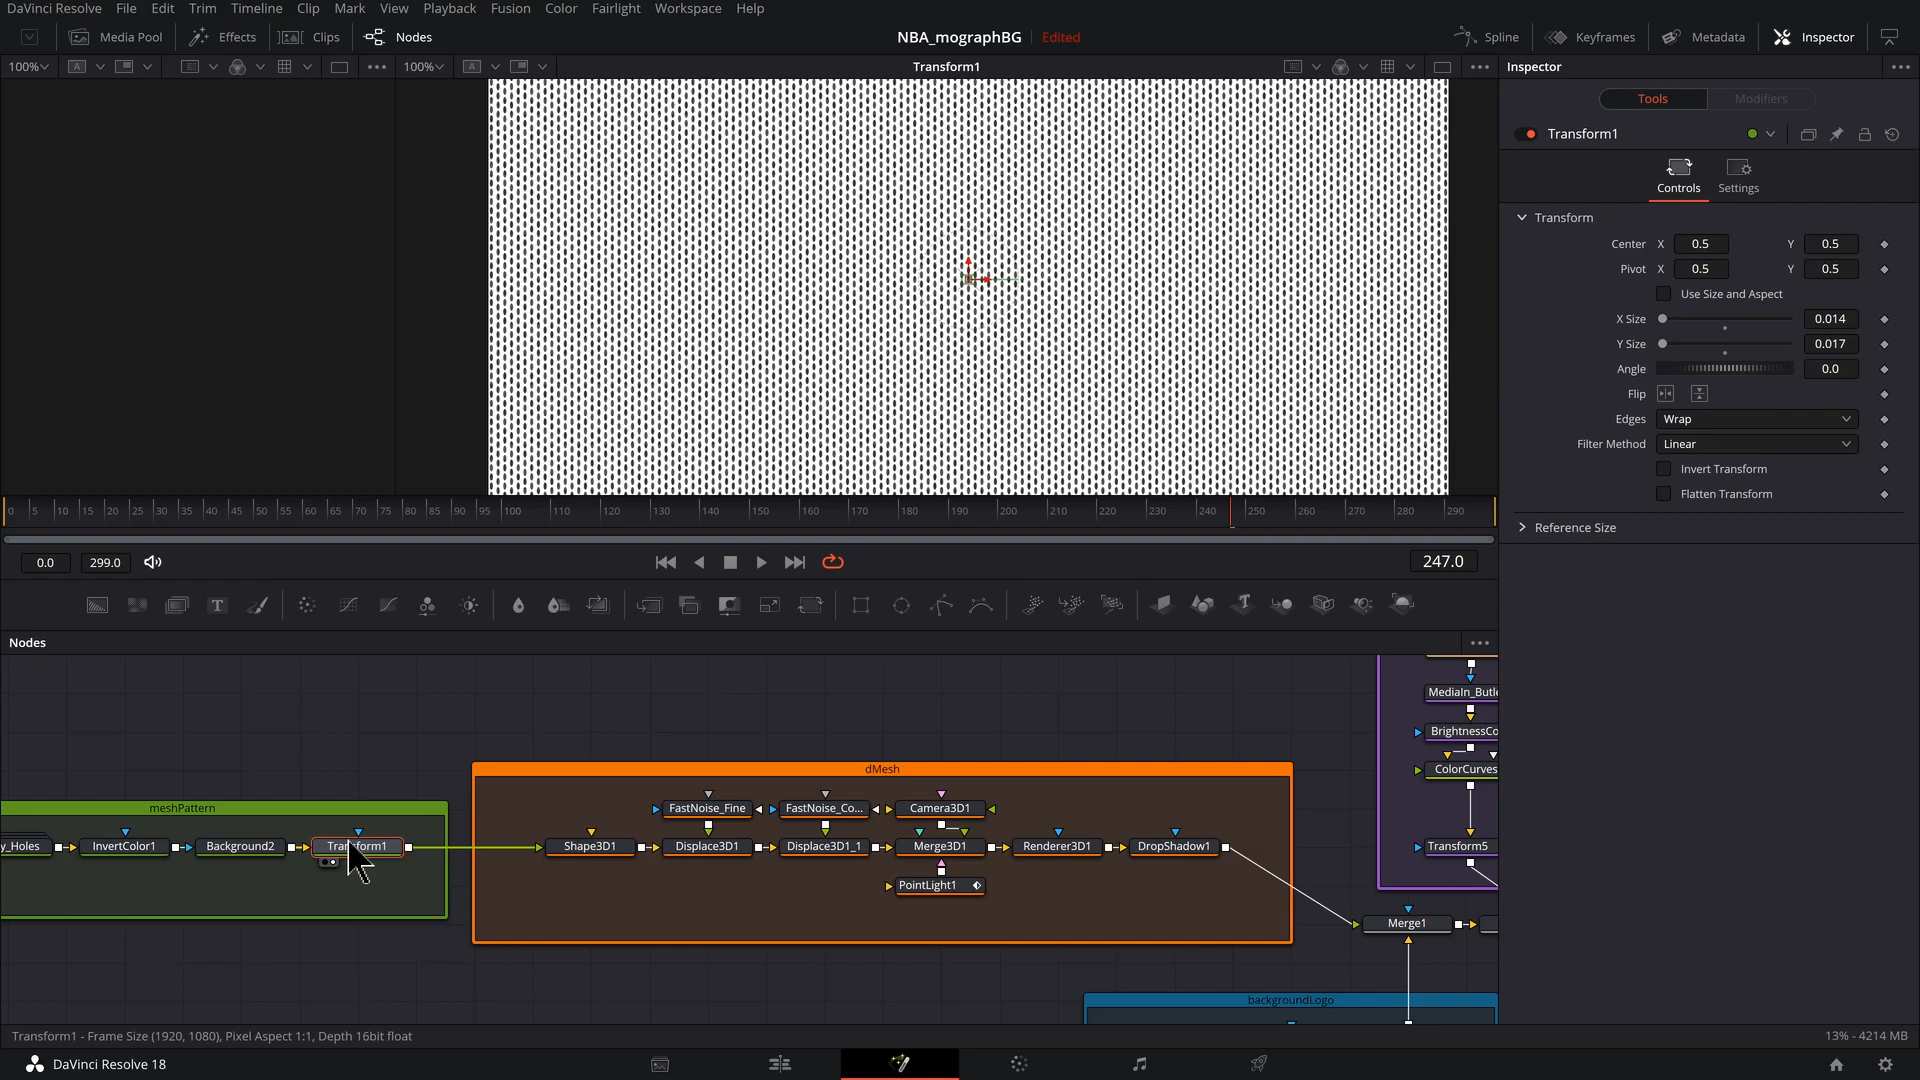 DaVinci Resolve File Edit Trim Timeline Clip Mark View Playback Fusion Color Fairlight Workspace Help
Media Pool Effects Clips Nodes NBA_mographBG Edited Spline Keyframes Metadata Inspector
100% A 100% A Transform1 Inspector
Tools Modifiers
Transform1
Controls Settings
Transform
Center X 0.5 Y 0.5
Pivot X 0.5 Y 0.5
Use Size and Aspect
X Size 0.014
Y Size 0.017
Angle 0.0
Flip
Edges Wrap
Filter Method Linear
Invert Transform
Flatten Transform
Reference Size
0 5 10 15 20 25 30 35 40 45 50 55 60 65 70 75 80 85 90 95 100 110 120 130 140 150 160 170 180 190 200 210 220 230 240 250 260 270 280 290
0.0 299.0 247.0
T
Nodes
dMesh
meshPattern
FastNoise_Fine FastNoise_Co... Camera3D1
y_Holes InvertColor1 Background2 Transform1 Shape3D1 Displace3D1 Displace3D1_1 Merge3D1 Renderer3D1 DropShadow1
PointLight1
MediaIn_Butle
BrightnessCo
ColorCurves
Transform5
Merge1
backgroundLogo
Transform1 - Frame Size (1920, 1080), Pixel Aspect 1:1, Depth 16bit float 13% - 4214 MB
DaVinci Resolve 18